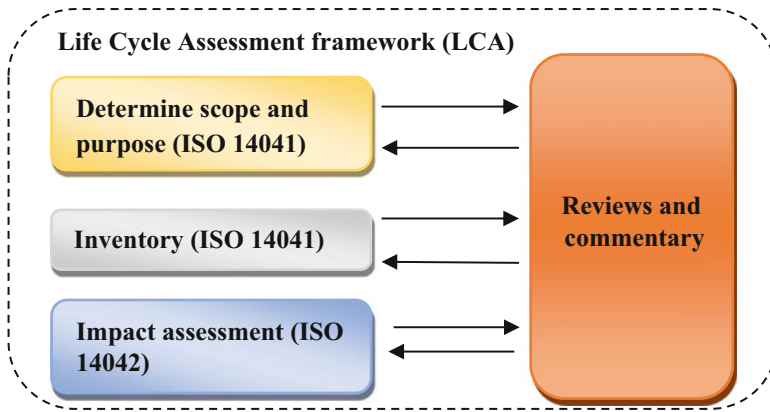 Life Cycle Assessment framework (LCA)
Determine scope and
purpose (ISO 14041)
Inventory (ISO 14041)
Impact assessment (ISO
14042)
Reviews and
commentary